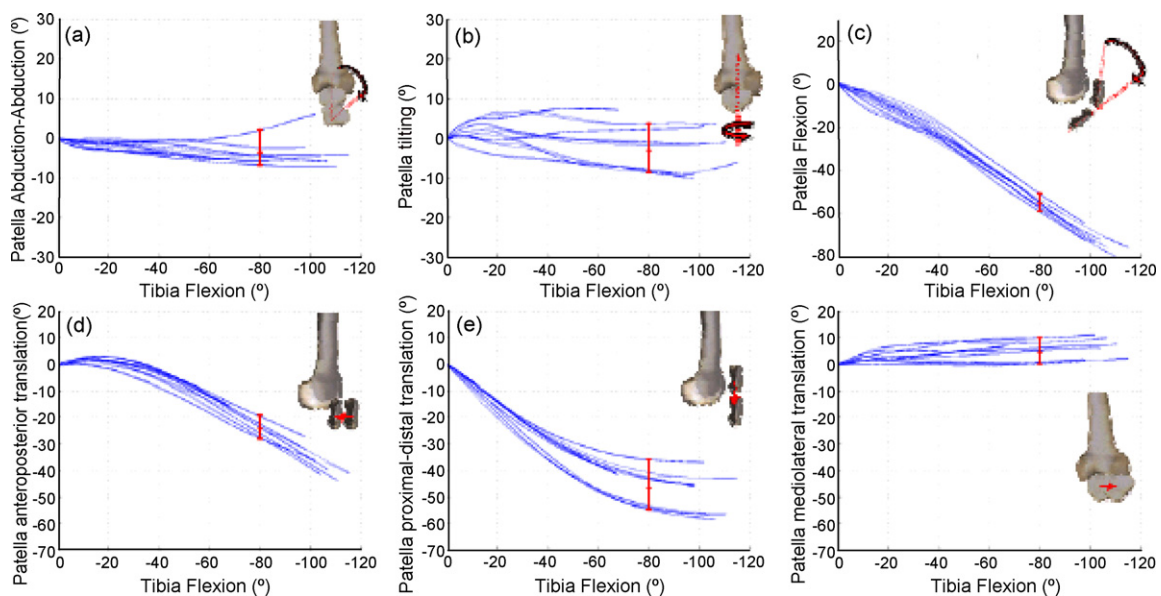 (a)
Patella Abduction-Abduction (º)
30
20
10
0
-10
-20
-30
0 -40 -60 -80 -100 -120
Tibia Flexion (º)
(b)
Patella tilting (º)
30
20
10
0
-10
-20
-30
0 -40 -60 -80 -100 -120
Tibia Flexion (º)
(c)
Patella Flexion (º)
20
0
-20
-40
-60
-80
0 -40 -60 -80 -100 -120
Tibia Flexion (º)
(d)
Patella anteroposterior translation(º)
20
10
0
-10
-20
-30
-40
-50
-60
-70
0 -40 -60 -80 -100 -120
Tibia Flexion (º)
(e)
Patella proximal-distal translation (º)
20
10
0
-10
-20
-30
-40
-50
-60
-70
0 -40 -60 -80 -100 -120
Tibia Flexion (º)
Patella mediolateral translation (º)
20
10
0
-10
-20
-30
-40
-50
-60
-70
0 -40 -60 -80 -100 -120
Tibia Flexion (º)